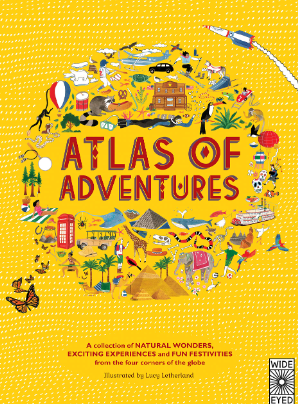 ATLAS OF
ADVENTURES
A collection of NATURAL WONDERS,
EXCITING EXPERIENCES and FUN FESTIVITIES
from the four corners of the globe
Illustrated by Lucy Letherland
WIDE
EYED